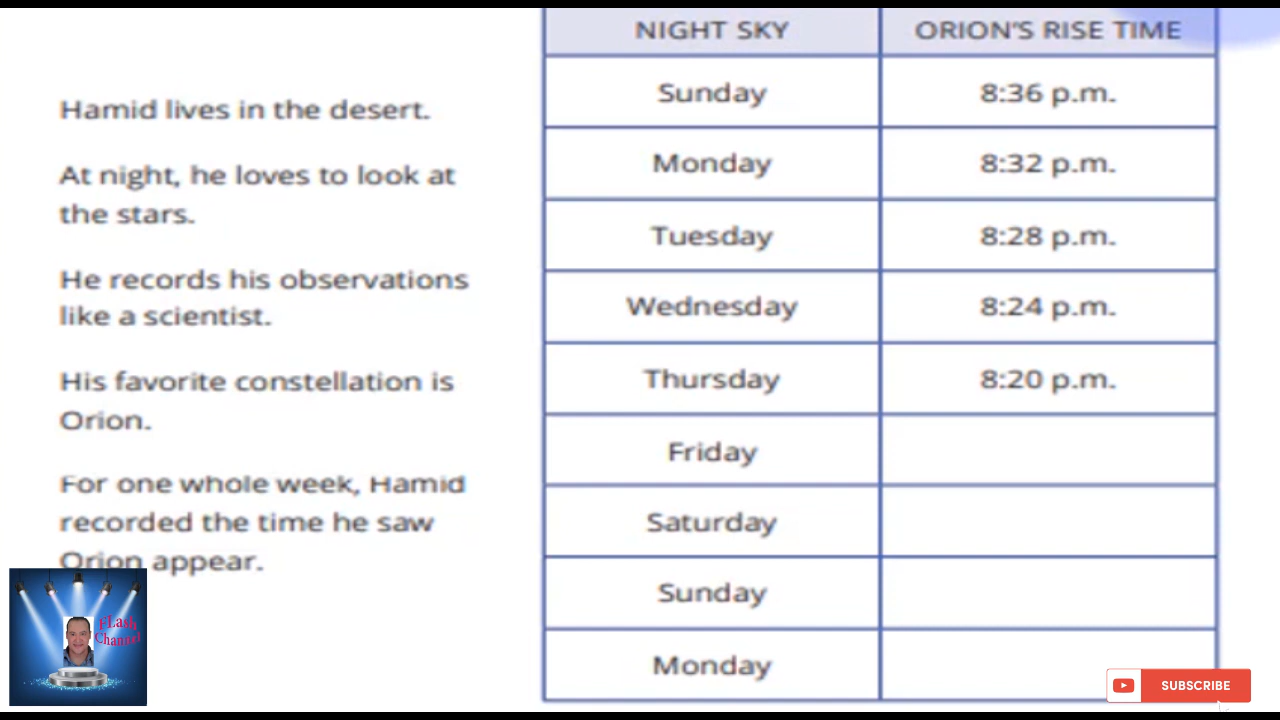 Hamid lives in the desert.
At night, he loves to look at
the stars.
He records his observations
like a scientist.
His favorite constellation is
Orion.
For one whole week, Hamid
recorded the time he saw
Orion appear.
NIGHT SKY ORION'S RISE TIME
Sunday 8:36 p.m.
Monday 8:32 p.m.
Tuesday 8:28 p.m.
Wednesday 8:24 p.m.
Thursday 8:20 p.m.
Friday
Saturday
Sunday
Monday
FLash
Channel
SUBSCRIBE